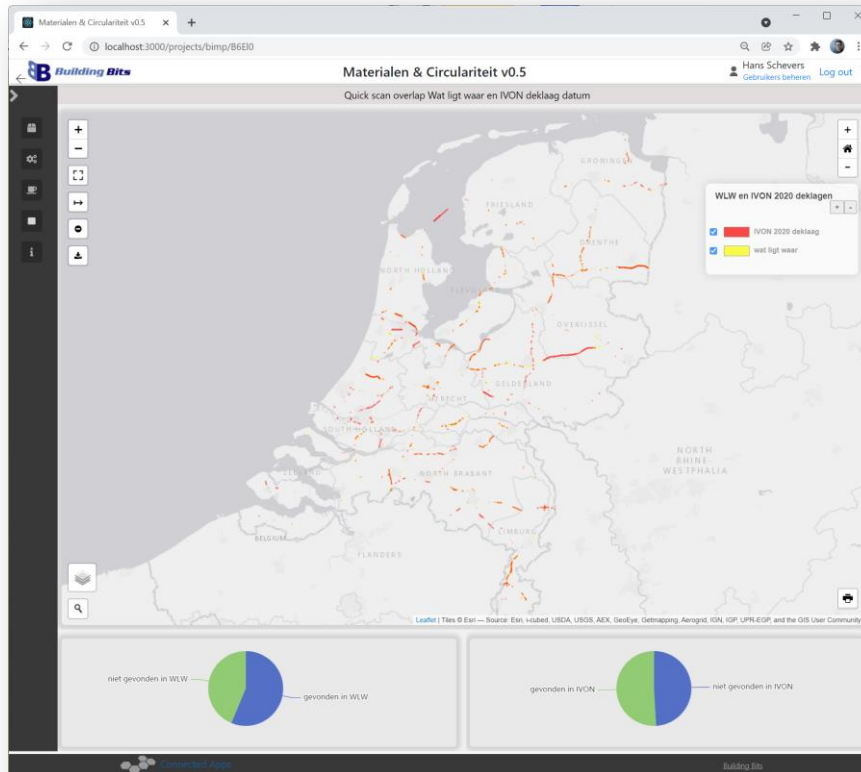 Materialen & Circulariteit v0.5
localhost:3000/projects/bimp/B6EI0
Building Bits
Materialen & Circulariteit v0.5
Hans Schevers
Gebruikers beheren
Log out
Quick scan overlap Wat ligt waar en IVON deklaag datum
WLW en IVON 2020 deklagen
IVON 2020 deklaag
wat ligt waar
GRONINGEN
FRIESLAND
DRENTHE
NORTH HOLLAND
FLEVOLAND
OVERIJSSEL
GELDERLAND
UTRECHT
SOUTH HOLLAND
ZEELAND
NORTH BRABANT
NORTH
RHINE-
WESTPHALIA
LIMBURG
BELGIUM
FLANDERS
Leaflet | Tiles © Esri — Source: Esri, i-cubed, USDA, USGS, AEX, GeoEye, Getmapping, Aerogrid, IGN, IGP, UPR-EGP, and the GIS User Community
niet gevonden in WLW
gevonden in WLW
gevonden in IVON
niet gevonden in IVON
Connected Apps
Building Bits